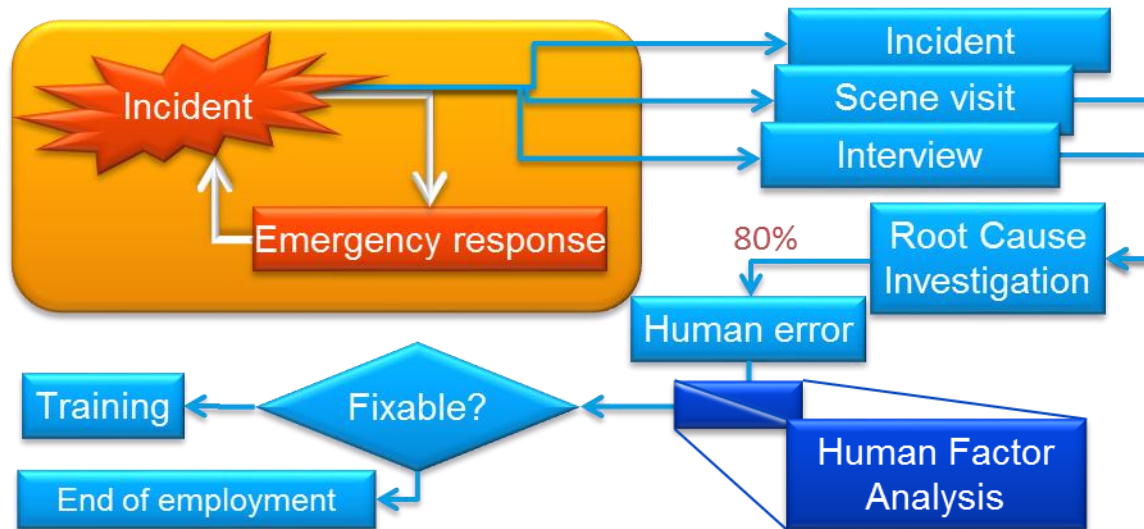 Incident
Incident
Scene visit
Interview
Emergency response
80%
Root Cause
Investigation
Human error
Training
Fixable?
Human Factor
Analysis
End of employment